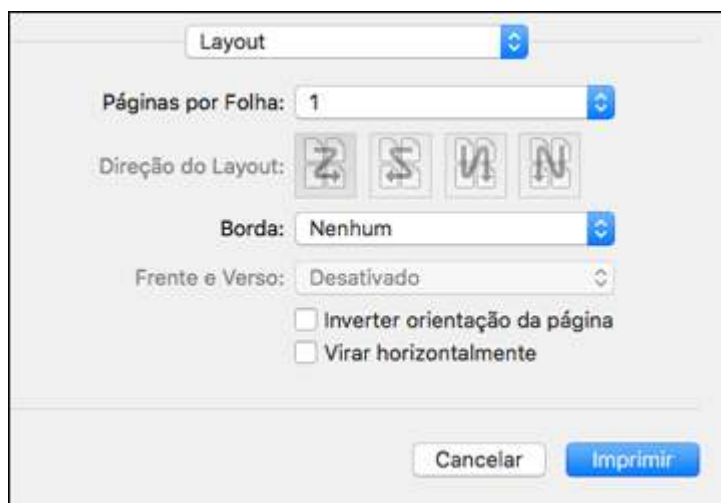 Layout
Páginas por Folha: 1
Direção do Layout:
Borda: Nenhum
Frente e Verso: Desativado
Inverter orientação da página
Virar horizontalmente
Cancelar Imprimir